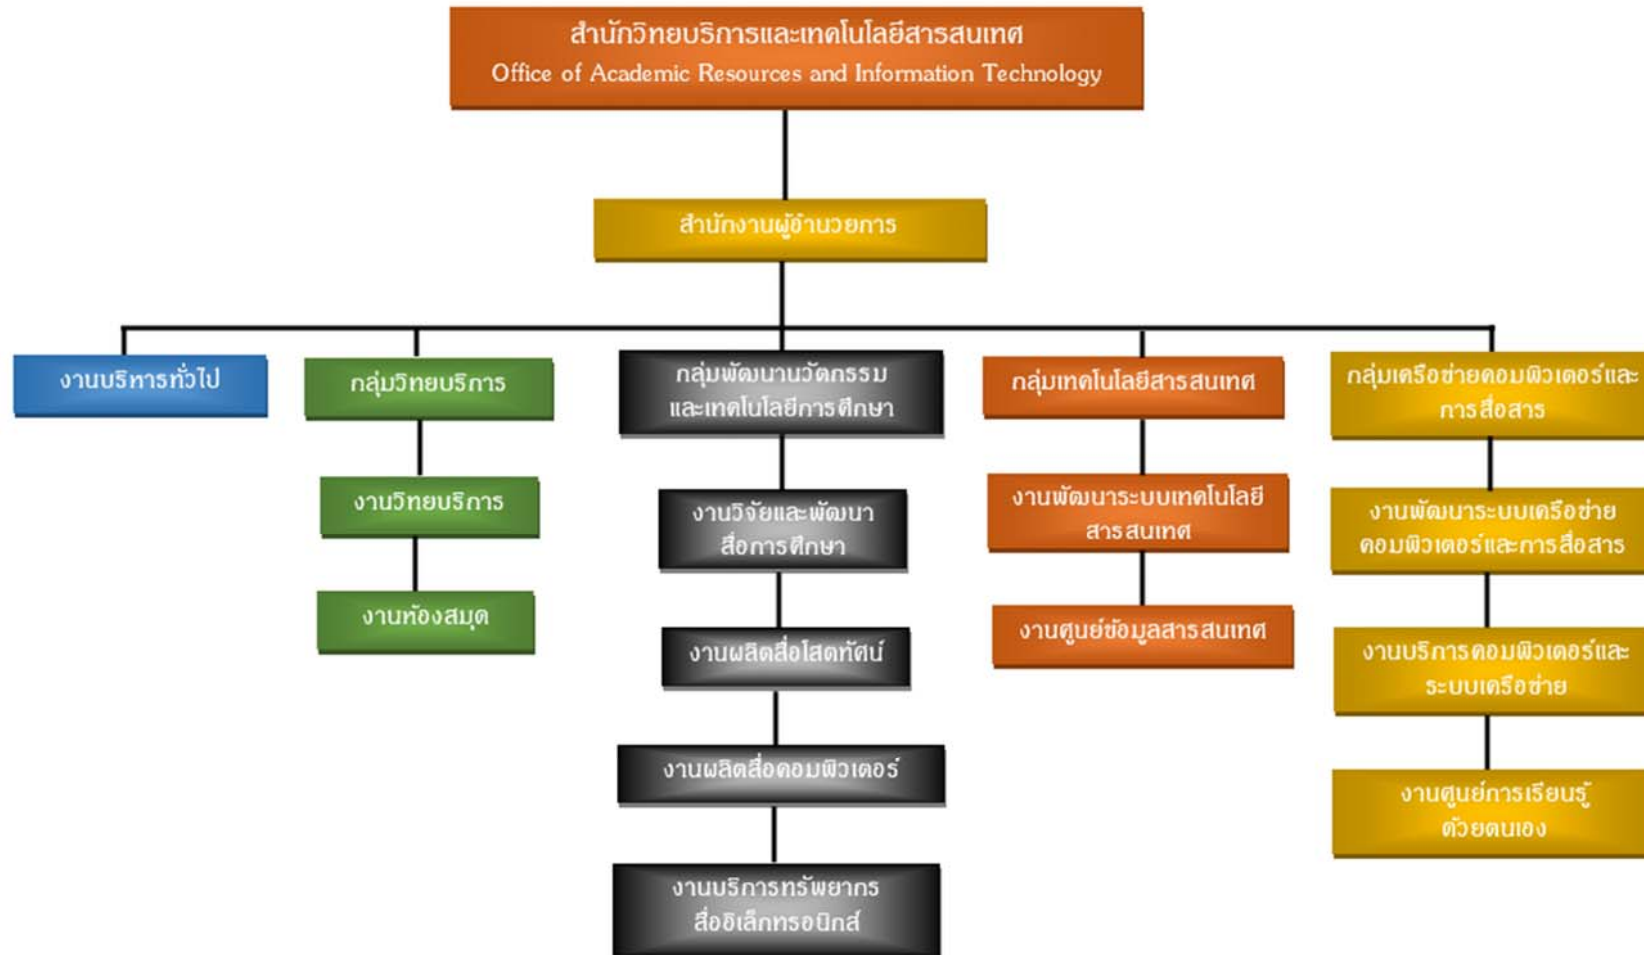 สำนักวิทยบริการและเทคโนโลยีสารสนเทศ
Office of Academic Resources and Information Technology
สำนักงานผู้อำนวยการ
งานบริหารทั่วไป
กลุ่มวิทยบริการ
งานวิทยบริการ
งานห้องสมุด
กลุ่มพัฒนานวัตกรรม
และเทคโนโลยีการศึกษา
งานวิจัยและพัฒนา
สื่อการศึกษา
งานผลิตสื่อโสตทัศน์
งานผลิตสื่อคอมพิวเตอร์
งานบริการทรัพยากร
สื่ออิเล็กทรอนิกส์
กลุ่มเทคโนโลยีสารสนเทศ
งานพัฒนาระบบเทคโนโลยี
สารสนเทศ
งานศูนย์ข้อมูลสารสนเทศ
กลุ่มเครือข่ายคอมพิวเตอร์และ
การสื่อสาร
งานพัฒนาระบบเครือข่าย
คอมพิวเตอร์และการสื่อสาร
งานบริการคอมพิวเตอร์และ
ระบบเครือข่าย
งานศูนย์การเรียนรู้
ด้วยตนเอง